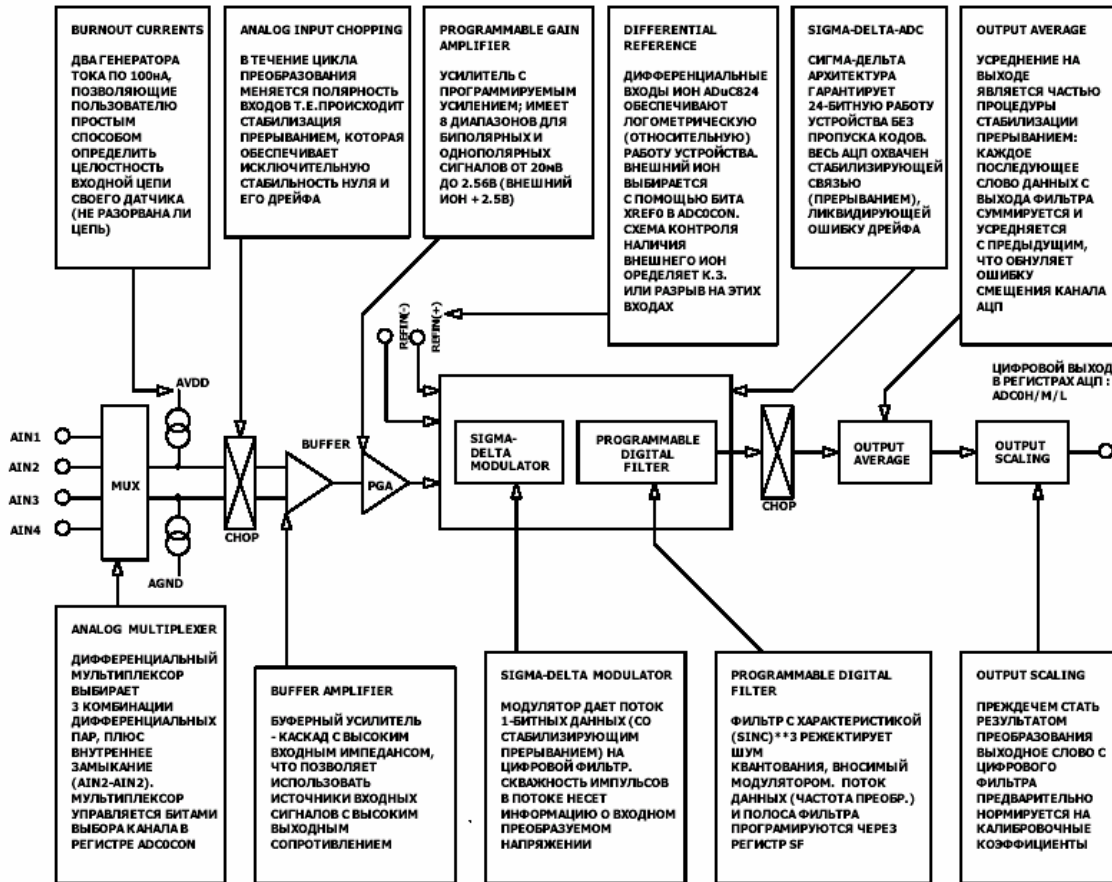 BURNOUT CURRENTS
ДВА ГЕНЕРАТОРА
ТОКА ПО 100нА,
ПОЗВОЛЯЮЩИЕ
ПОЛЬЗОВАТЕЛЮ
ПРОСТЫМ
СПОСОБОМ
ОПРЕДЕЛИТЬ
ЦЕЛОСТНОСТЬ
ВХОДНОЙ ЦЕПИ
СВОЕГО ДАТЧИКА
(НЕ РАЗОРВАНА ЛИ
ЦЕПЬ)
ANALOG INPUT CHOPPING
В ТЕЧЕНИЕ ЦИКЛА
ПРЕОБРАЗОВАНИЯ
МЕНЯЕТСЯ ПОЛЯРНОСТЬ
ВХОДОВ Т.Е.ПРОИСХОДИТ
СТАБИЛИЗАЦИЯ
ПРЕРЫВАНИЕМ, КОТОРАЯ
ОБЕСПЕЧИВАЕТ
ИСКЛЮЧИТЕЛЬНУЮ
СТАБИЛЬНОСТЬ НУЛЯ И
ЕГО ДРЕЙФА
PROGRAMMABLE GAIN
AMPLIFIER
УСИЛИТЕЛЬ С
ПРОГРАММИРУЕМЫМ
УСИЛЕНИЕМ; ИМЕЕТ
8 ДИАПАЗОНОВ ДЛЯ
БИПОЛЯРНЫХ И
ОДНОПОЛЯРНЫХ
СИГНАЛОВ ОТ 20мВ
ДО 2.56В (ВНЕШНИЙ
ИОН + 2.5В)
DIFFERENTIAL
REFERENCE
ДИФФЕРЕНЦИАЛЬНЫЕ
ВХОДЫ ИОН ADuC824
ОБЕСПЕЧИВАЮТ
ЛОГОМЕТРИЧЕСКУЮ
(ОТНОСИТЕЛЬНУЮ)
РАБОТУ УСТРОЙСТВА.
ВНЕШНИЙ ИОН
ВЫБИРАЕТСЯ
С ПОМОЩЬЮ БИТА
XREF0 В ADC0CON.
СХЕМА КОНТРОЛЯ
НАЛИЧИЯ
ВНЕШНЕГО ИОН
ОРЕДЕЛЯЕТ К.З.
ИЛИ РАЗРЫВ НА ЭТИХ
ВХОДАХ
SIGMA-DELTA-ADC
СИГМА-ДЕЛЬТА
АРХИТЕКТУРА
ГАРАНТИРУЕТ
24-БИТНУЮ РАБОТУ
УСТРОЙСТВА БЕЗ
ПРОПУСКА КОДОВ.
ВЕСЬ АЦП ОХВАЧЕН
СТАБИЛИЗИРУЮЩЕЙ
СВЯЗЬЮ
(ПРЕРЫВАНИЕМ),
ЛИКВИДИРУЮЩЕЙ
ОШИБКУ ДРЕЙФА
OUTPUT AVERAGE
УСРЕДНЕНИЕ НА
ВЫХОДЕ
ЯВЛЯЕТСЯ ЧАСТЬЮ
ПРОЦЕДУРЫ
СТАБИЛИЗАЦИИ
ПРЕРЫВАНИЕМ:
КАЖДОЕ
ПОСЛЕДУЮЩЕЕ
СЛОВО ДАННЫХ С
ВЫХОДА ФИЛЬТРА
СУММИРУЕТСЯ И
УСРЕДНЯЕТСЯ
С ПРЕДЫДУЩИМ,
ЧТО ОБНУЛЯЕТ
ОШИБКУ
СМЕЩЕНИЯ КАНАЛА
АЦП
REFIN(-)
REFIN(+)
ЦИФРОВОЙ ВЫХОД
В РЕГИСТРАХ АЦП :
ADC0H/M/L
AVDD
AIN1
AIN2
AIN3
AIN4
MUX
AGND
CHOP
BUFFER
PGA
SIGMA-
DELTA
MODULATOR
PROGRAMMABLE
DIGITAL
FILTER
CHOP
OUTPUT
AVERAGE
OUTPUT
SCALING
ANALOG MULTIPLEXER
ДИФФЕРЕНЦИАЛЬНЫЙ
МУЛЬТИПЛЕКСОР
ВЫБИРАЕТ
3 КОМБИНАЦИИ
ДИФФЕРЕНЦИАЛЬНЫХ
ПАР, ПЛЮС
ВНУТРЕННЕЕ
ЗАМЫКАНИЕ
(AIN2-AIN2).
МУЛЬТИПЛЕКСОР
УПРАВЛЯЕТСЯ БИТАМИ
ВЫБОРА КАНАЛА В
РЕГИСТРЕ ADC0CON
BUFFER AMPLIFIER
БУФЕРНЫЙ УСИЛИТЕЛЬ
- КАСКАД С ВЫСОКИМ
ВХОДНЫМ ИМПЕДАНСОМ,
ЧТО ПОЗВОЛЯЕТ
ИСПОЛЬЗОВАТЬ
ИСТОЧНИКИ ВХОДНЫХ
СИГНАЛОВ С ВЫСОКИМ
ВЫХОДНЫМ
СОПРОТИВЛЕНИЕМ
SIGMA-DELTA MODULATOR
МОДУЛЯТОР ДАЕТ ПОТОК
1-БИТНЫХ ДАННЫХ (СО
СТАБИЛИЗИРУЮЩИМ
ПРЕРЫВАНИЕМ) НА
ЦИФРОВОЙ ФИЛЬТР.
СКВАЖНОСТЬ ИМПУЛЬСОВ
В ПОТОКЕ НЕСЕТ
ИНФОРМАЦИЮ О ВХОДНОМ
ПРЕОБРАЗУЕМОМ
НАПРЯЖЕНИИ
PROGRAMMABLE DIGITAL
FILTER
ФИЛЬТР С ХАРАКТЕРИСТИКОЙ
(SINC)**3 РЕЖЕКТИРУЕТ
ШУМ
КВАНТОВАНИЯ, ВНОСИМЫЙ
МОДУЛЯТОРОМ. ПОТОК
ДАННЫХ (ЧАСТОТА ПРЕОБР.)
И ПОЛОСА ФИЛЬТРА
ПРОГРАМИРУЮТСЯ ЧЕРЕЗ
РЕГИСТР SF
OUTPUT SCALING
ПРЕЖДЕЧЕМ СТАТЬ
РЕЗУЛЬТАТОМ
ПРЕОБРАЗОВАНИЯ
ВЫХОДНОЕ СЛОВО С
ЦИФРОВОГО
ФИЛЬТРА
ПРЕДВАРИТЕЛЬНО
НОРМИРУЕТСЯ НА
КАЛИБРОВОЧНЫЕ
КОЭФФИЦИЕНТЫ